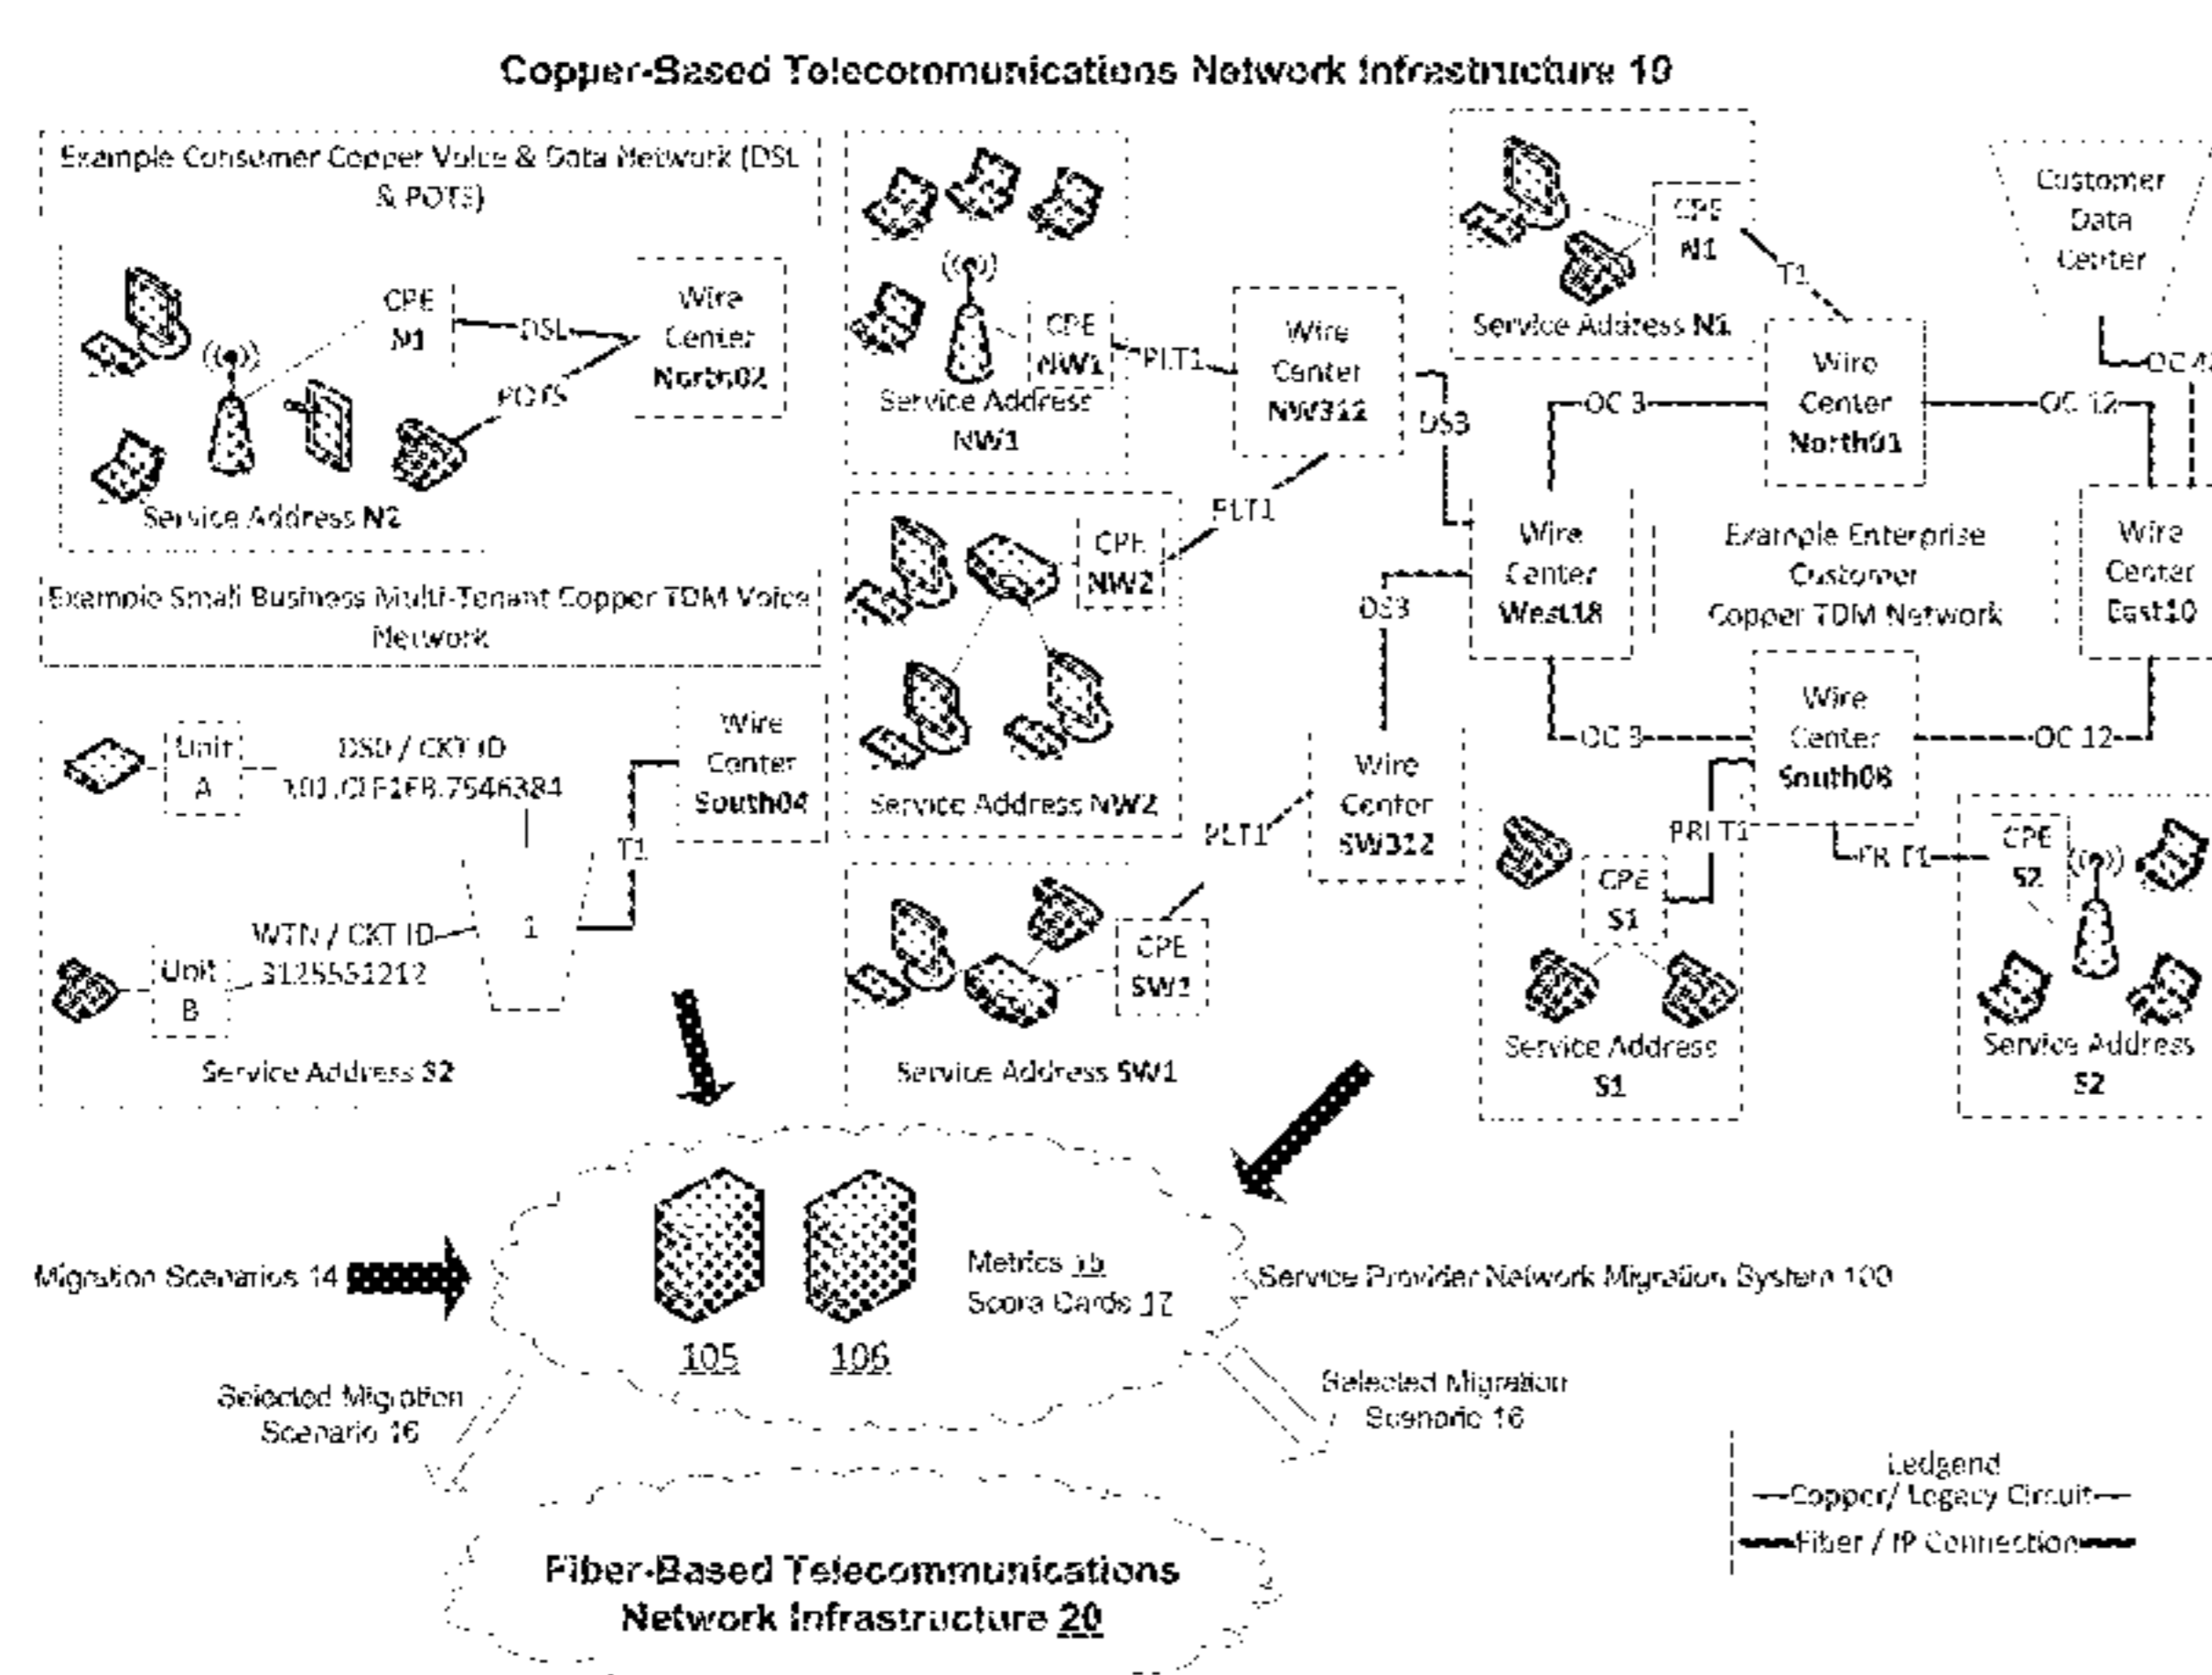 Copper-Based Telecommunications Network Infrastructure 10
Example Consumer Copper Voice & Data Network (DSL
& POTS)
CPE
N1
DSL
POTS
Wire
Center
North02
Service Address N2
Example Small Business Multi-Tenant Copper TDM Voice
Network
Unit
A
DS0 / CKT ID
Unit
B
WTN / CKT ID
3125551212
1
T1
Wire
Center
South04
Service Address S2
CPE
NW1
Service Address
NW1
PLT1
Wire
Center
NW312
CPE
NW2
PLT1
Service Address NW2
CPE
SW1
PLT1
Service Address SW1
Wire
Center
SW312
DS3
DS3
CPE
N1
Service Address N1
T1
Customer
Data
Center
OC
Wire
Center
North01
OC 3
OC 12
Wire
Center
West18
Example Enterprise
Customer
Copper TDM Network
Wire
Center
East10
OC 3
OC 12
Wire
Center
South08
PRI T1
FR T1
CPE
S1
Service Address
S1
CPE
S2
Service Address
S2
Migration Scenarios 14
105
106
Metrics 15
Score Cards 17
Service Provider Network Migration System 100
Selected Migration
Scenario 16
Selected Migration
Scenario 16
Fiber-Based Telecommunications
Network Infrastructure 20
Ledgend
Copper/ Legacy Circuit
Fiber / IP Connection